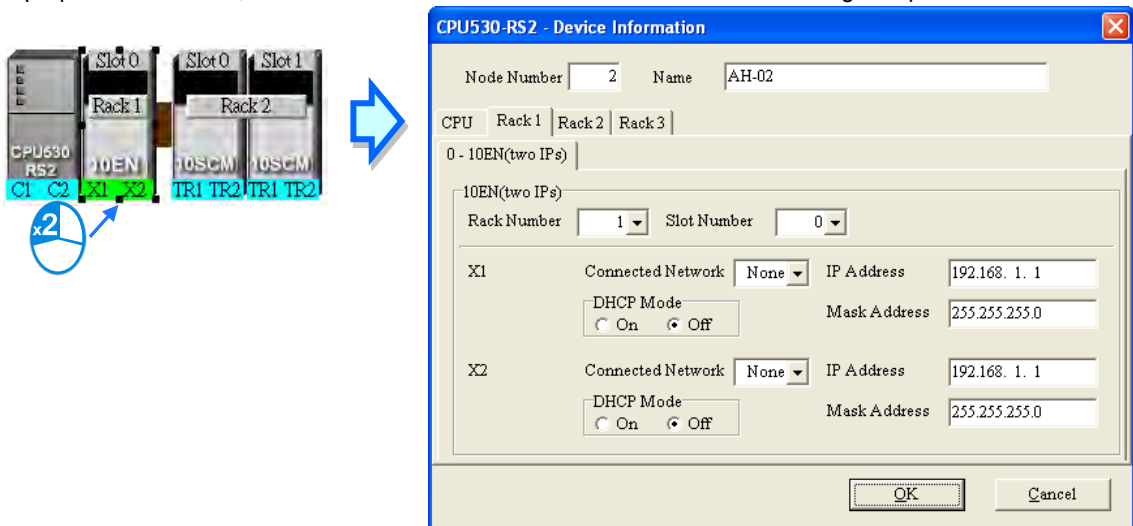 CPU530-RS2 - Device Information
Node Number 2 Name AH-02
CPU Rack 1 Rack 2 Rack 3
0 - 10EN(two IPs)
10EN(two IPs)
Rack Number 1 Slot Number 0
X1 Connected Network None IP Address 192.168. 1. 1
DHCP Mode
On Off
Mask Address 255.255.255.0
X2 Connected Network None IP Address 192.168. 1. 1
DHCP Mode
On Off
Mask Address 255.255.255.0
OK Cancel
Slot 0 Slot 0 Slot 1
Rack 1 Rack 2
CPU530
RS2
10EN 10SCM 10SCM
C1 C2 X1 X2 TR1 TR2 TR1 TR2
x2